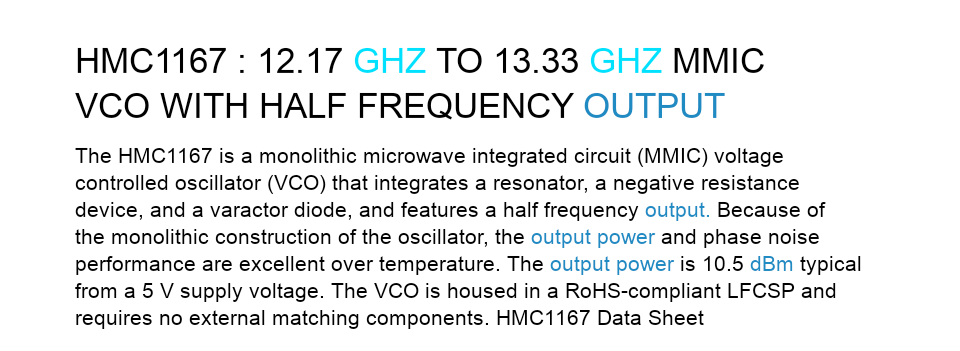 HMC1167 : 12.17 GHZ TO 13.33 GHZ MMIC
VCO WITH HALF FREQUENCY OUTPUT
The HMC1167 is a monolithic microwave integrated circuit (MMIC) voltage
controlled oscillator (VCO) that integrates a resonator, a negative resistance
device, and a varactor diode, and features a half frequency output. Because of
the monolithic construction of the oscillator, the output power and phase noise
performance are excellent over temperature. The output power is 10.5 dBm typical
from a 5 V supply voltage. The VCO is housed in a RoHS-compliant LFCSP and
requires no external matching components. HMC1167 Data Sheet